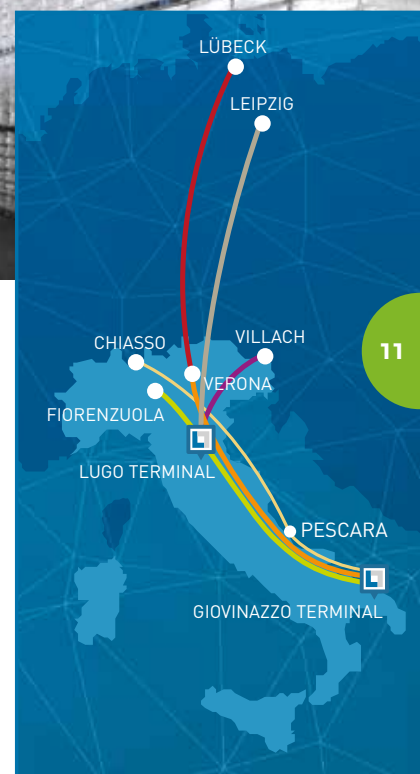 LÜBECK
LEIPZIG
CHIASSO
VILLACH
11
VERONA
FIORENZUOLA
LUGO TERMINAL
PESCARA
GIOVINAZZO TERMINAL